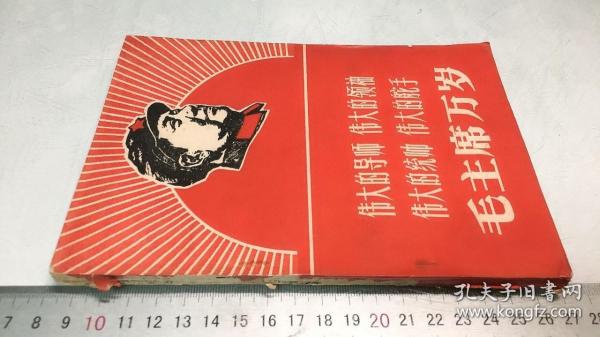 伟大的导师 伟大的领袖
伟大的统帅 伟大的舵手
毛主席万岁
孔夫子旧书网
www.kongfz.com
7 8 9 10 11 12 13 14 15 16 17 18 19 20 21 22 23 24 25 26 27 28